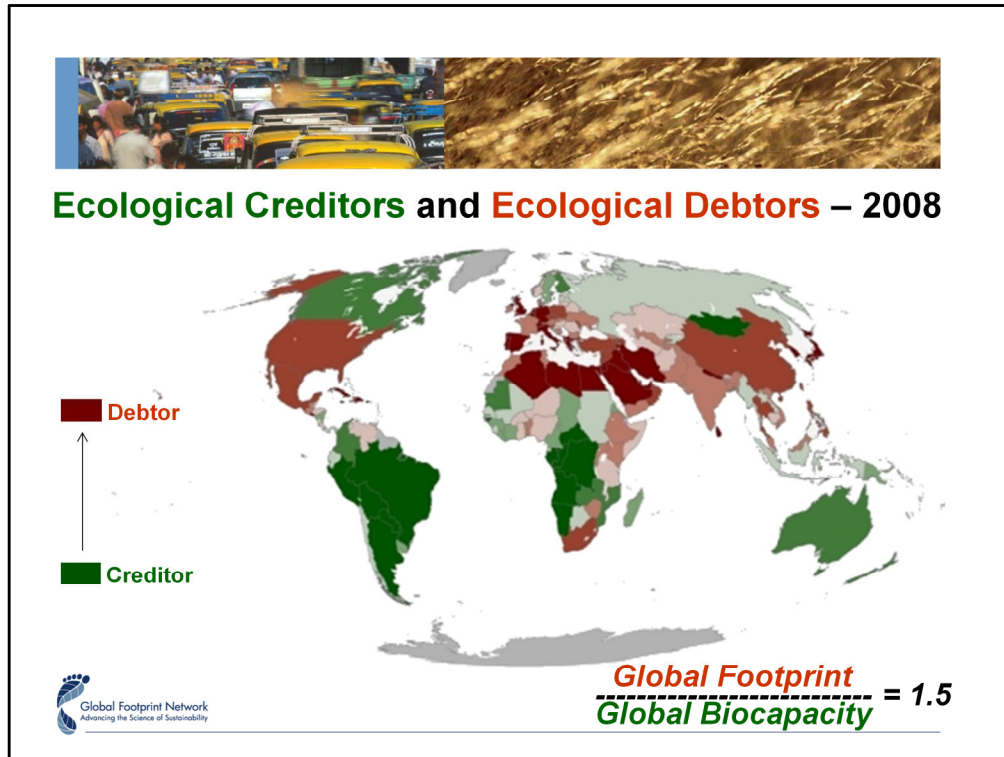 Ecological Creditors and Ecological Debtors – 2008
Debtor
Creditor
Global Footprint
---------------------------
Global Biocapacity
= 1.5
Global Footprint Network
Advancing the Science of Sustainability